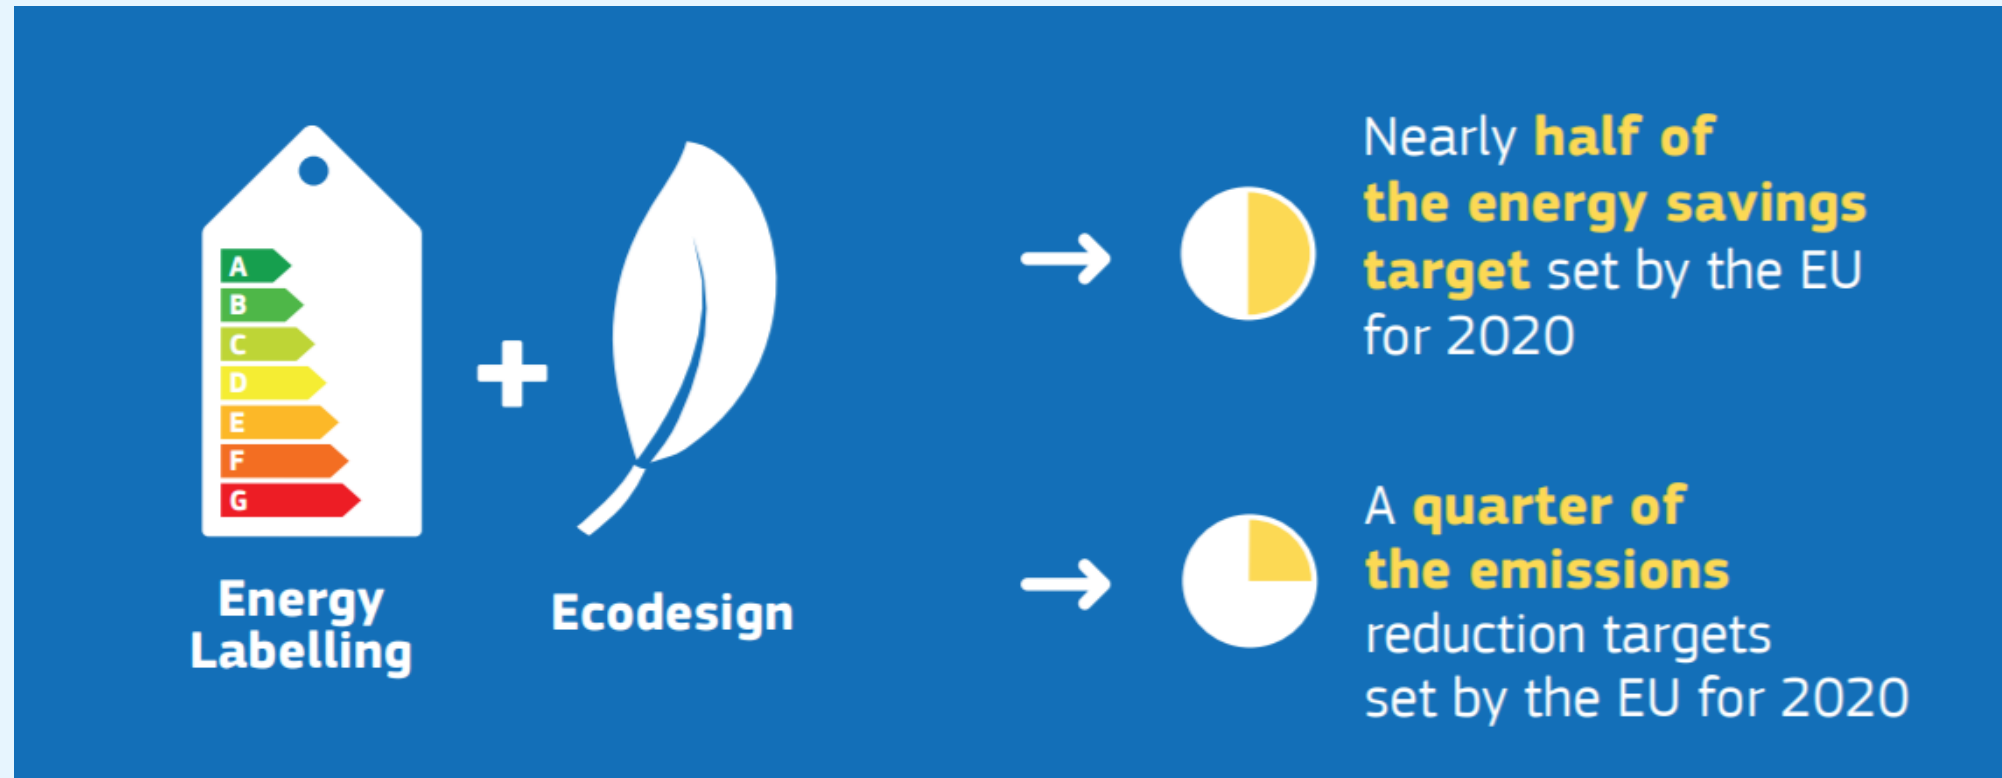 A
B
C
D
E
F
G
Energy
Labelling
Ecodesign
Nearly half of
the energy savings
target set by the EU
for 2020
A quarter of
the emissions
reduction targets
set by the EU for 2020